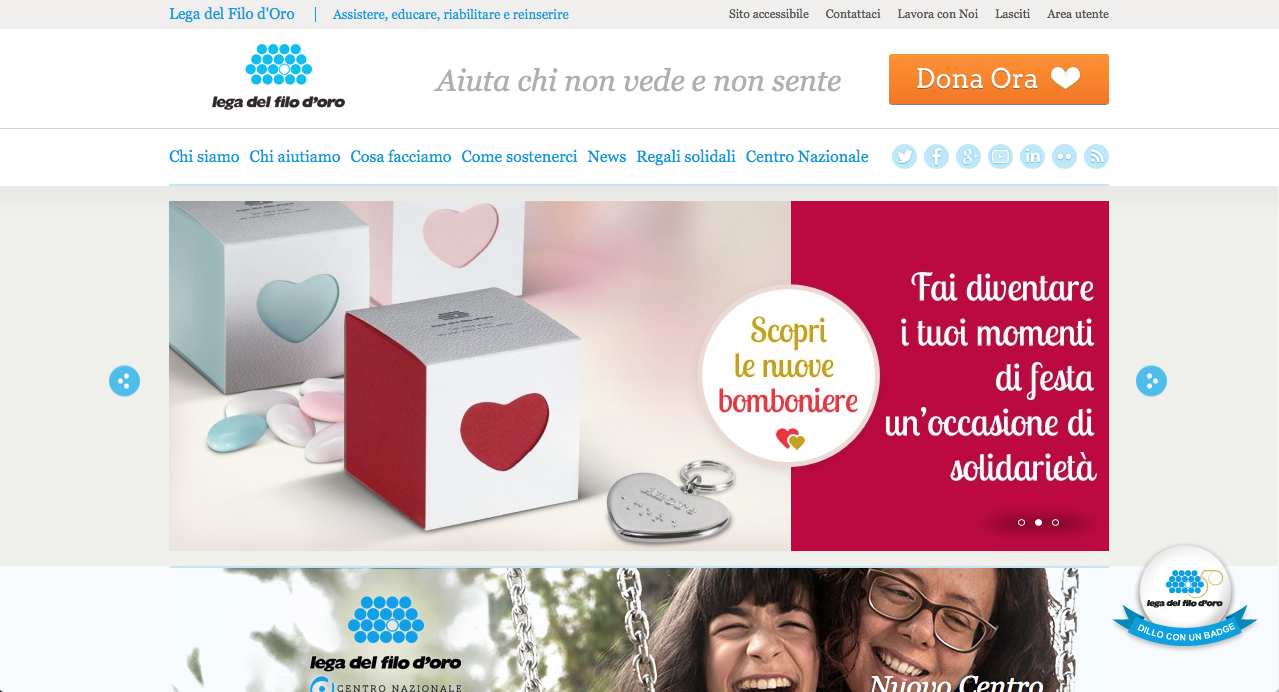 Lega del Filo d'Oro
Assistere, educare, riabilitare e reinserire
Sito accessibile
Contattaci
Lavora con Noi
Lasciti
Area utente
lega del filo d'oro
Aiuta chi non vede e non sente
Dona Ora
Chi siamo
Chi aiutiamo
Cosa facciamo
Come sostenerci
News
Regali solidali
Centro Nazionale
Scopri
le nuove
bomboniere
Fai diventare
i tuoi momenti
di festa
un'occasione di
solidarietà
AMORE
lega del filo d'oro
CENTRO NAZIONALE
Nuovo Centro
lega del filo d'oro
DILLO CON UN BADGE